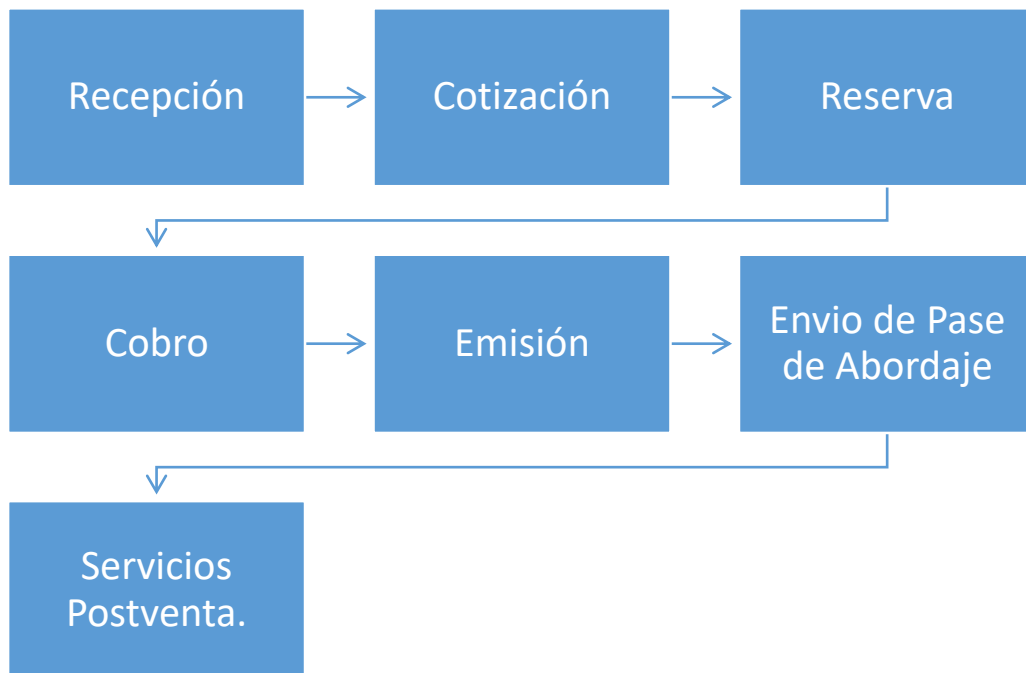 Recepción
Cotización
Reserva
Cobro
Emisión
Envio de Pase
de Abordaje
Servicios
Postventa.